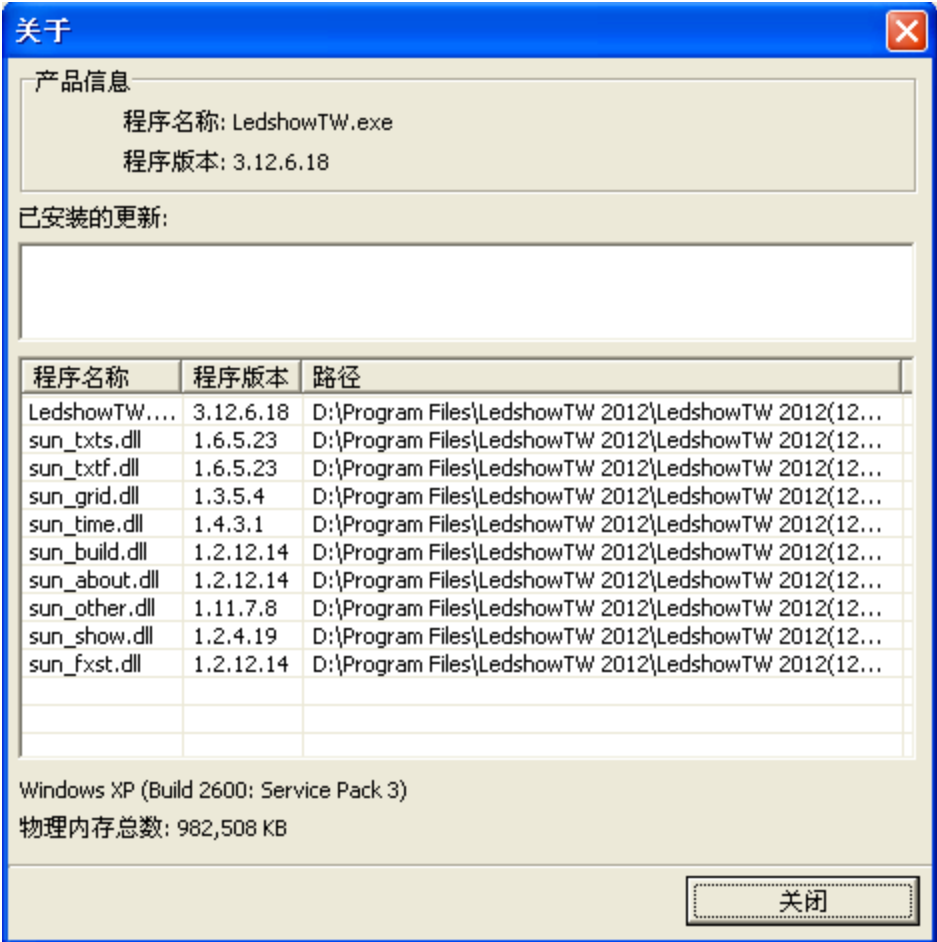 关于
产品信息
程序名称: LedshowTW.exe
程序版本: 3.12.6.18
已安装的更新:
程序名称 程序版本 路径
LedshowTW.... 3.12.6.18 D:\Program Files\LedshowTW 2012\LedshowTW 2012(12...
sun_txts.dll 1.6.5.23 D:\Program Files\LedshowTW 2012\LedshowTW 2012(12...
sun_txtf.dll 1.6.5.23 D:\Program Files\LedshowTW 2012\LedshowTW 2012(12...
sun_grid.dll 1.3.5.4 D:\Program Files\LedshowTW 2012\LedshowTW 2012(12...
sun_time.dll 1.4.3.1 D:\Program Files\LedshowTW 2012\LedshowTW 2012(12...
sun_build.dll 1.2.12.14 D:\Program Files\LedshowTW 2012\LedshowTW 2012(12...
sun_about.dll 1.2.12.14 D:\Program Files\LedshowTW 2012\LedshowTW 2012(12...
sun_other.dll 1.11.7.8 D:\Program Files\LedshowTW 2012\LedshowTW 2012(12...
sun_show.dll 1.2.4.19 D:\Program Files\LedshowTW 2012\LedshowTW 2012(12...
sun_fxst.dll 1.2.12.14 D:\Program Files\LedshowTW 2012\LedshowTW 2012(12...
Windows XP (Build 2600: Service Pack 3)
物理内存总数: 982,508 KB
关闭